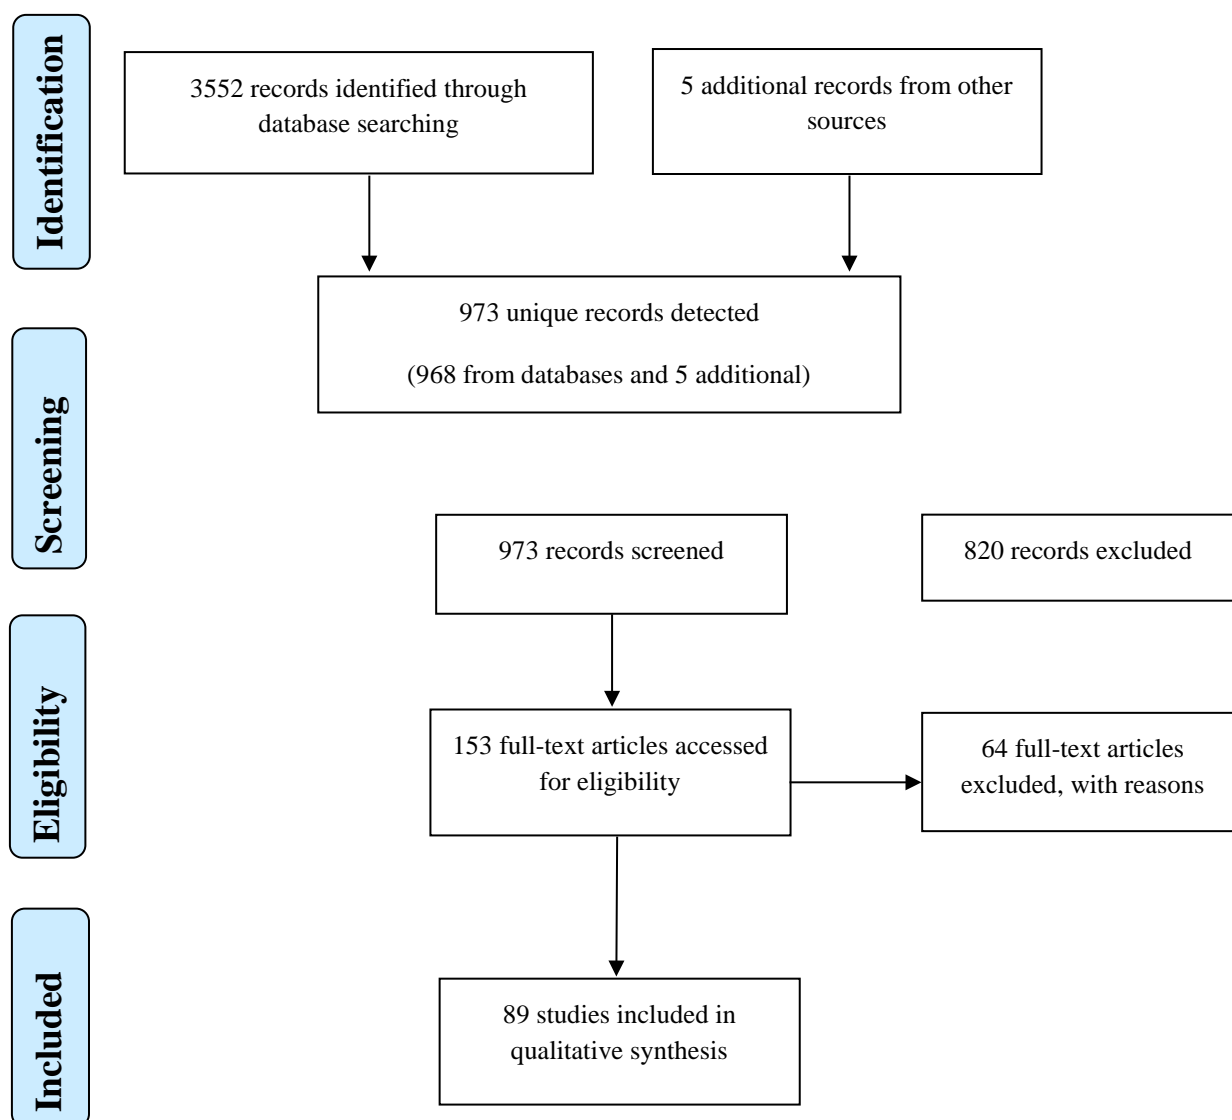 Identification
3552 records identified through
database searching
5 additional records from other
sources
973 unique records detected
(968 from databases and 5 additional)
Screening
973 records screened
820 records excluded
Eligibility
153 full-text articles accessed
for eligibility
64 full-text articles
excluded, with reasons
Included
89 studies included in
qualitative synthesis